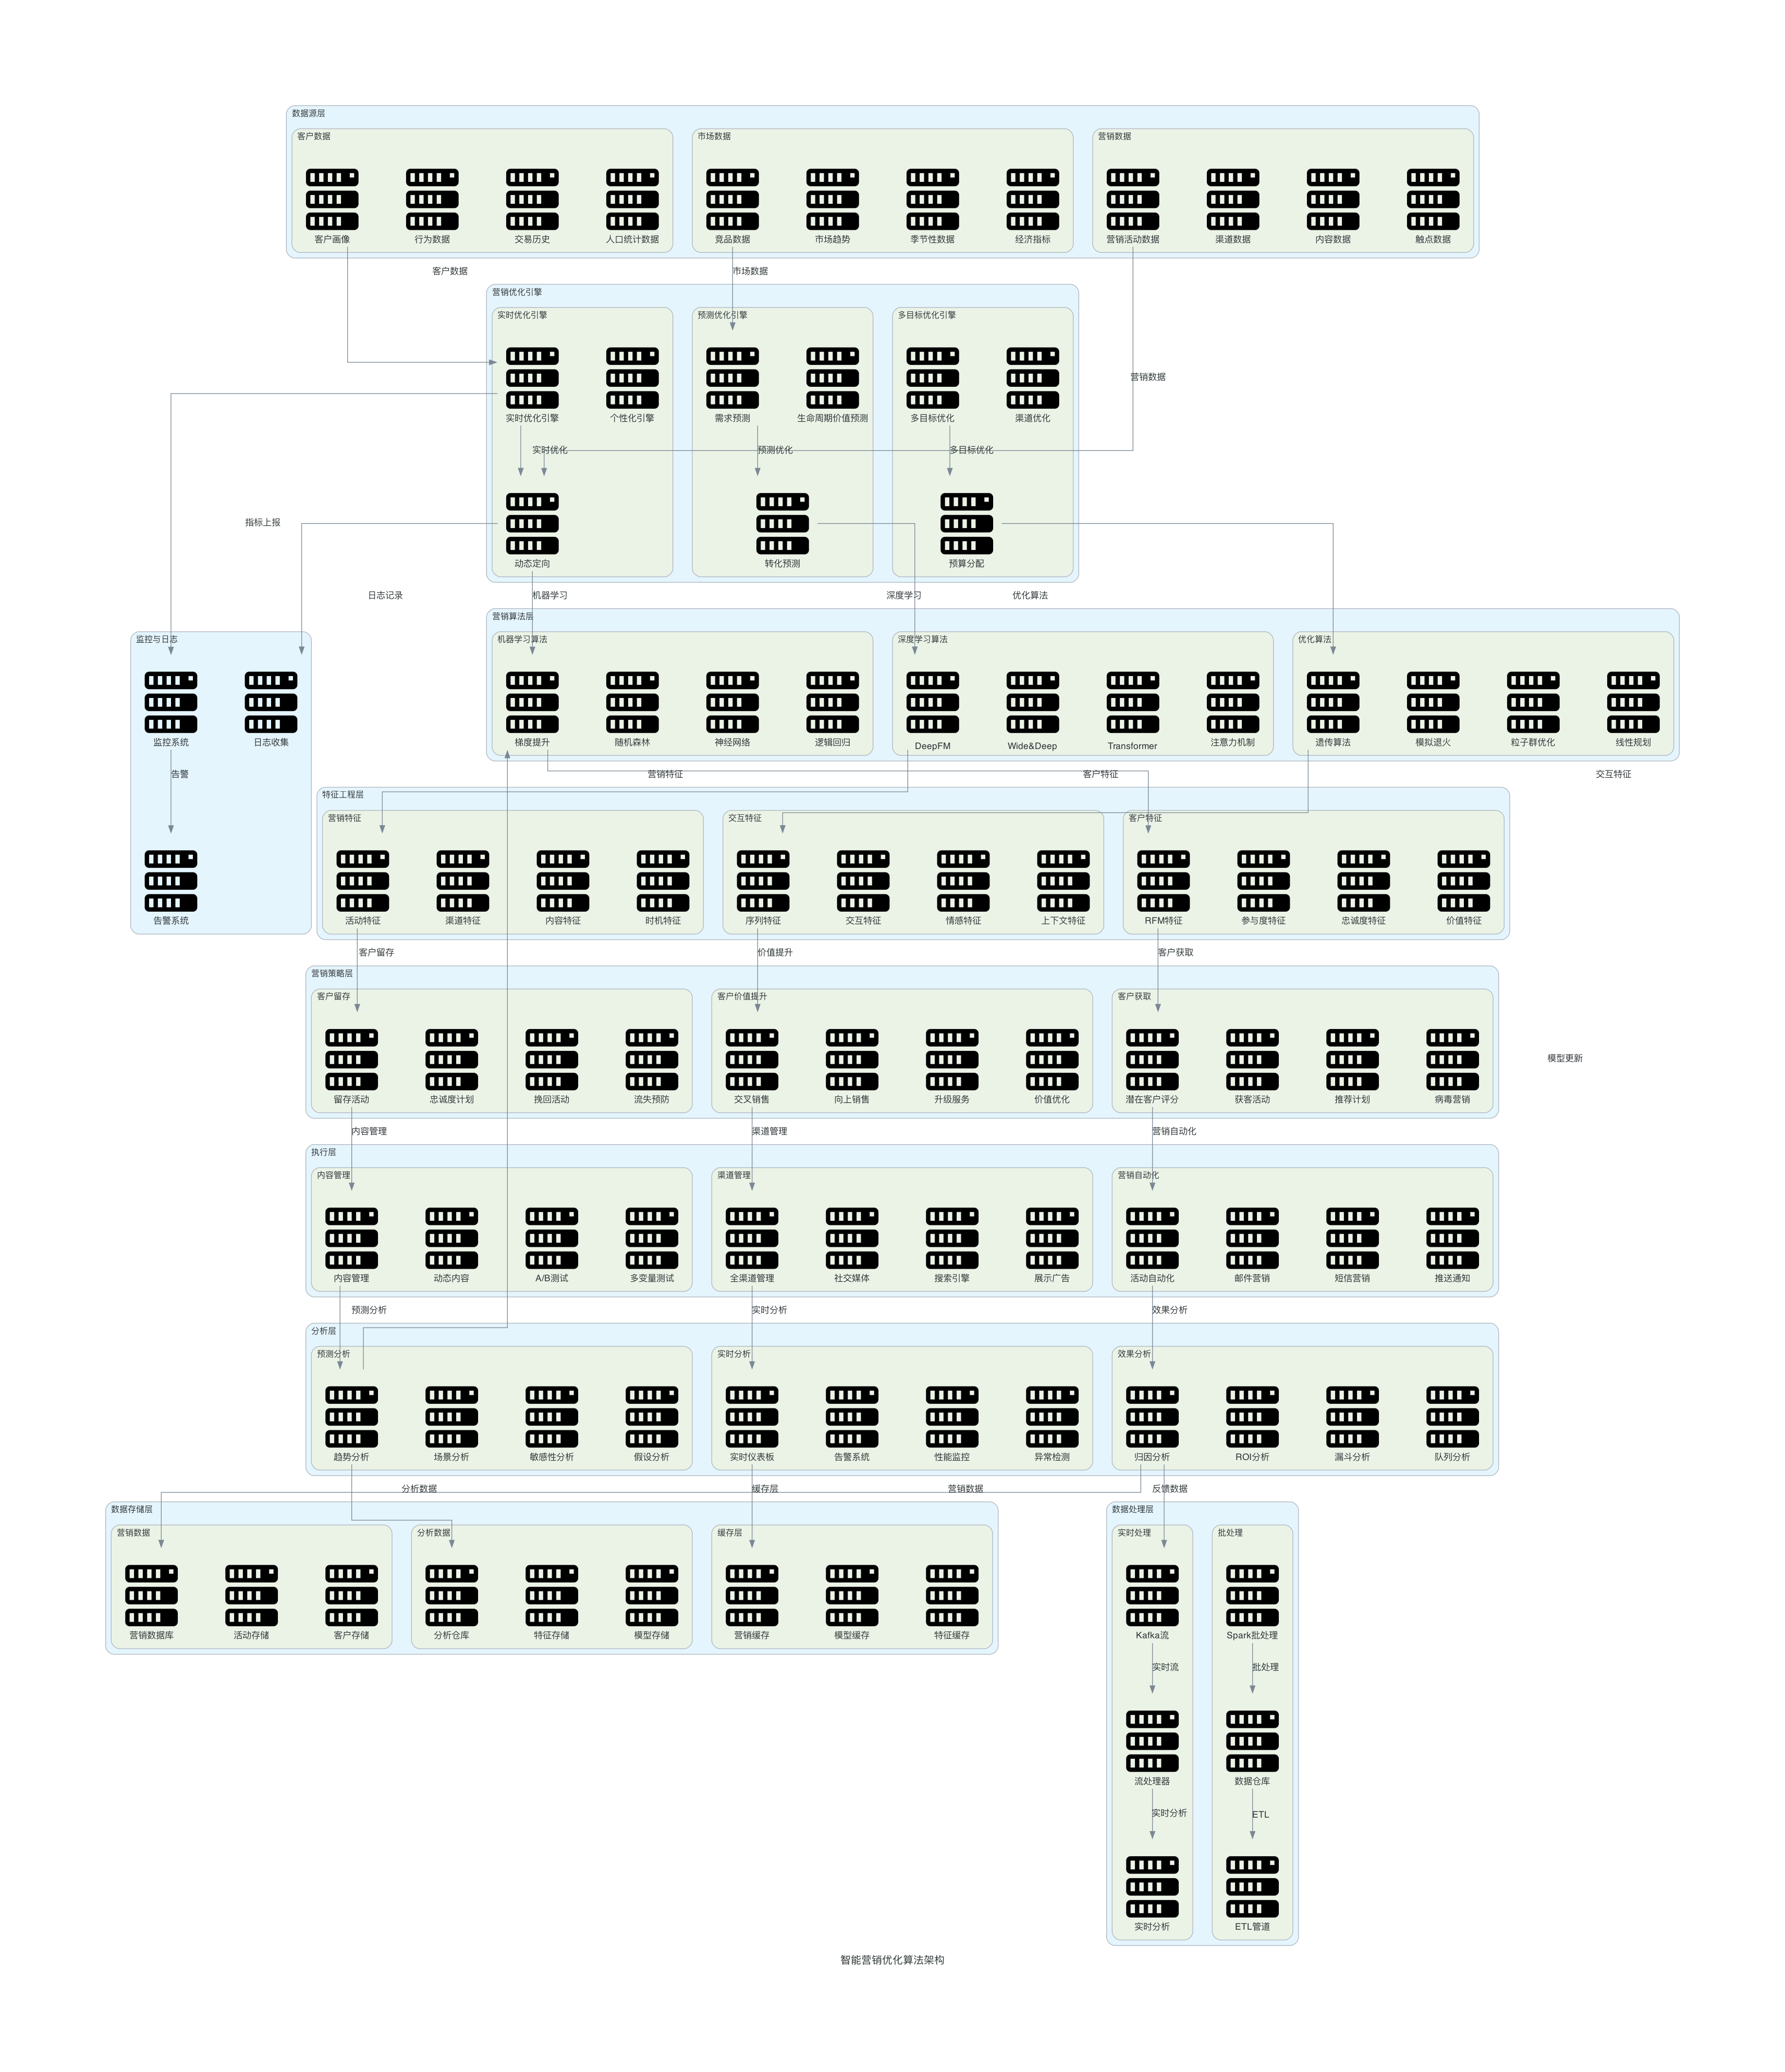 数据源层
客户数据
市场数据
营销数据
客户画像
行为数据
交易历史
人口统计数据
竞品数据
市场趋势
季节性数据
经济指标
营销活动数据
渠道数据
内容数据
触点数据
客户数据
市场数据
营销优化引擎
实时优化引擎
预测优化引擎
多目标优化引擎
营销数据
实时优化引擎
个性化引擎
需求预测
生命周期价值预测
多目标优化
渠道优化
实时优化
预测优化
多目标优化
指标上报
动态定向
转化预测
预算分配
日志记录
机器学习
深度学习
优化算法
营销算法层
监控与日志
机器学习算法
深度学习算法
优化算法
监控系统
日志收集
梯度提升
随机森林
神经网络
逻辑回归
DeepFM
Wide&Deep
Transformer
注意力机制
遗传算法
模拟退火
粒子群优化
线性规划
告警
营销特征
客户特征
交互特征
特征工程层
营销特征
交互特征
客户特征
告警系统
活动特征
渠道特征
内容特征
时机特征
序列特征
交互特征
情感特征
上下文特征
RFM特征
参与度特征
忠诚度特征
价值特征
客户留存
价值提升
客户获取
营销策略层
客户留存
客户价值提升
客户获取
模型更新
留存活动
忠诚度计划
挽回活动
流失预防
交叉销售
向上销售
升级服务
价值优化
潜在客户评分
获客活动
推荐计划
病毒营销
内容管理
渠道管理
营销自动化
执行层
内容管理
渠道管理
营销自动化
内容管理
动态内容
A/B测试
多变量测试
全渠道管理
社交媒体
搜索引擎
展示广告
活动自动化
邮件营销
短信营销
推送通知
预测分析
实时分析
效果分析
分析层
预测分析
实时分析
效果分析
趋势分析
场景分析
敏感性分析
假设分析
实时仪表板
告警系统
性能监控
异常检测
归因分析
ROI分析
漏斗分析
队列分析
分析数据
缓存层
营销数据
反馈数据
数据存储层
数据处理层
营销数据
分析数据
缓存层
实时处理
批处理
营销数据库
活动存储
客户存储
分析仓库
特征存储
模型存储
营销缓存
模型缓存
特征缓存
Kafka流
Spark批处理
实时流
批处理
流处理器
数据仓库
实时分析
ETL
实时分析
ETL管道
智能营销优化算法架构